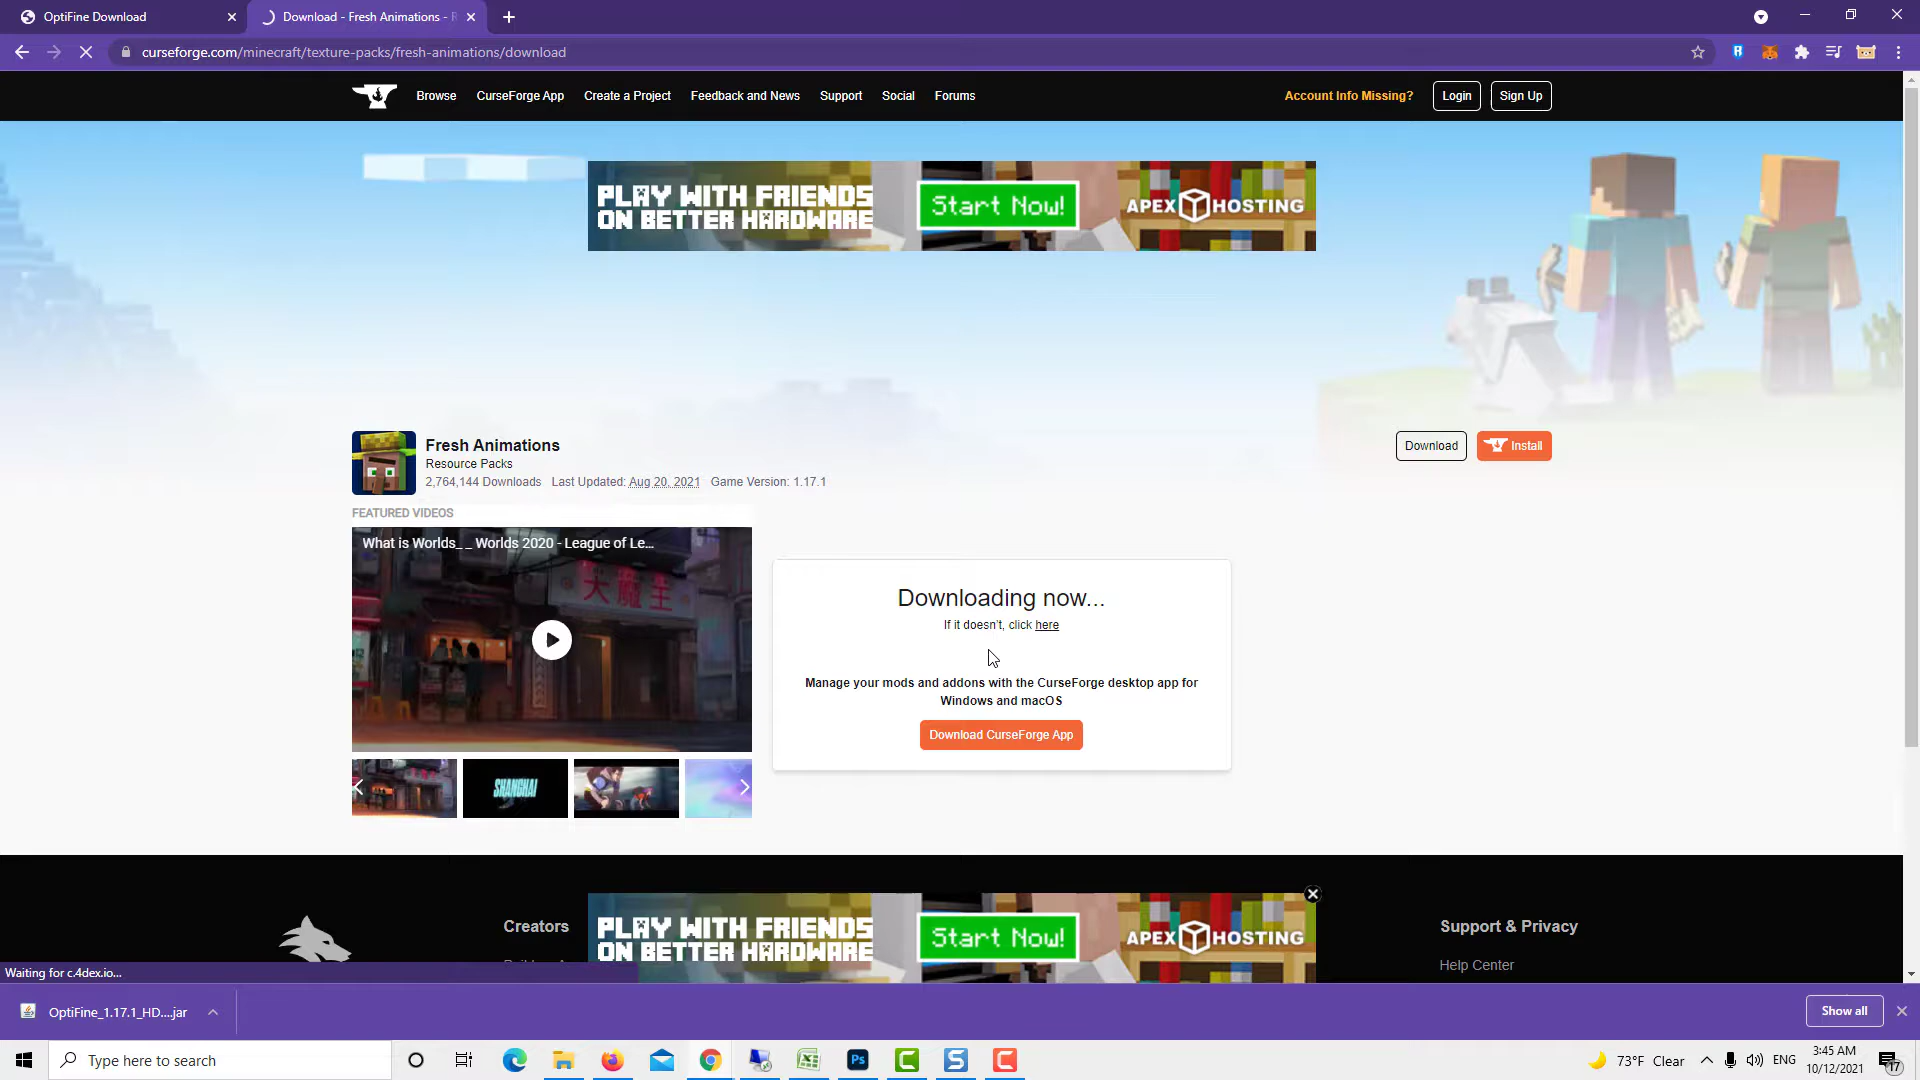 OptiFine Download
Download - Fresh Animations - R
curseforge.com/minecraft/texture-packs/fresh-animations/download
Browse CurseForge App Create a Project Feedback and News Support Social Forums Account Info Missing? Login Sign Up
PLAY WITH FRIENDS
ON BETTER HARDWARE
Start Now!
APEX HOSTING
Fresh Animations
Resource Packs
2,764,144 Downloads Last Updated: Aug 20, 2021 Game Version: 1.17.1
Download Install
FEATURED VIDEOS
What is Worlds_ _ Worlds 2020 - League of Le...
大龍王
SHANGHAI
Downloading now...
If it doesn't, click here
Manage your mods and addons with the CurseForge desktop app for
Windows and macOS
Download CurseForge App
Creators
PLAY WITH FRIENDS
ON BETTER HARDWARE
Start Now!
APEX HOSTING
Support & Privacy
Help Center
Waiting for c.4dex.io...
OptiFine_1.17.1_HD....jar
Show all
Type here to search
73°F Clear
ENG
3:45 AM
10/12/2021
17